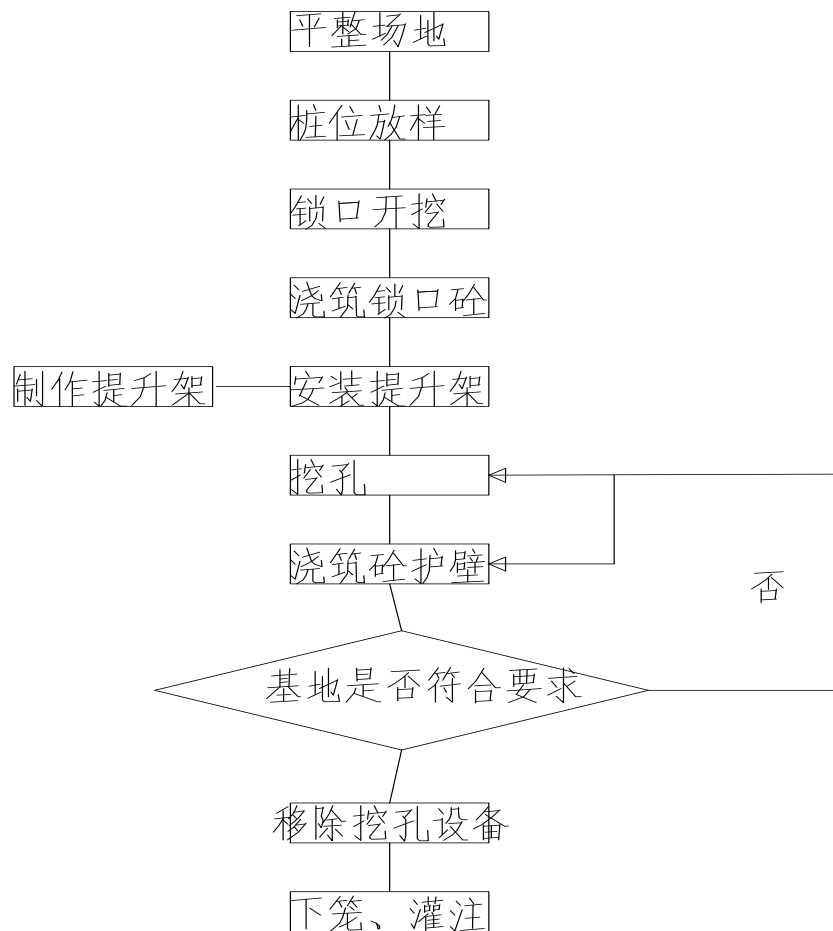 平整场地
桩位放样
锁口开挖
浇筑锁口砼
制作提升架
安装提升架
挖孔
浇筑砼护壁
否
基地是否符合要求
移除挖孔设备
下笼、灌注